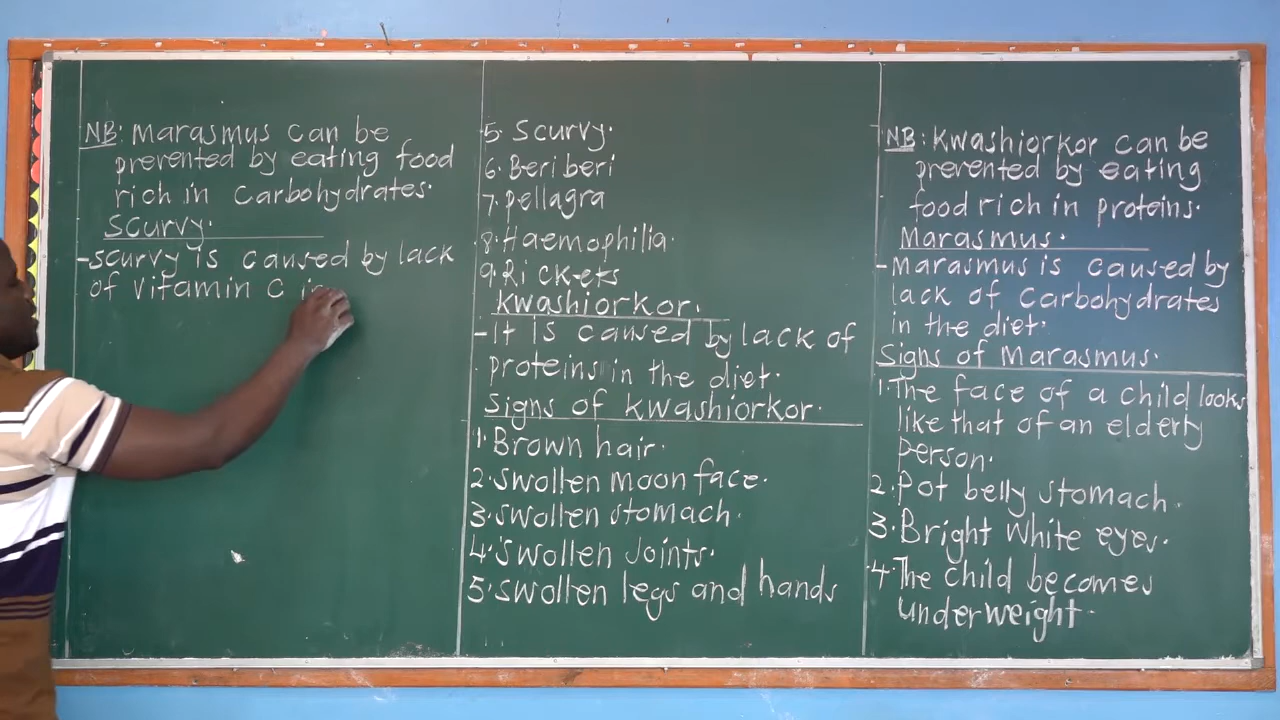 NB: Marasmus can be
prevented by eating food
rich in carbohydrates.
Scurvy.
-Scurvy is caused by lack
of vitamin C
5. Scurvy.
6. Beri beri
7. pellagra
8. Haemophilia.
9. Rickets
Kwashiorkor.
-It is caused by lack of
proteins in the diet.
Signs of kwashiorkor.
1. Brown hair.
2. Swollen moon face.
3. Swollen stomach.
4. Swollen joints.
5. Swollen legs and hands
NB: Kwashiorkor can be
prevented by eating
food rich in proteins.
Marasmus.
-Marasmus is caused by
lack of carbohydrates
in the diet.
Signs of Marasmus.
1. The face of a child looks
like that of an elderly
person.
2. Pot belly stomach.
3. Bright white eyes.
4. The child becomes
underweight.